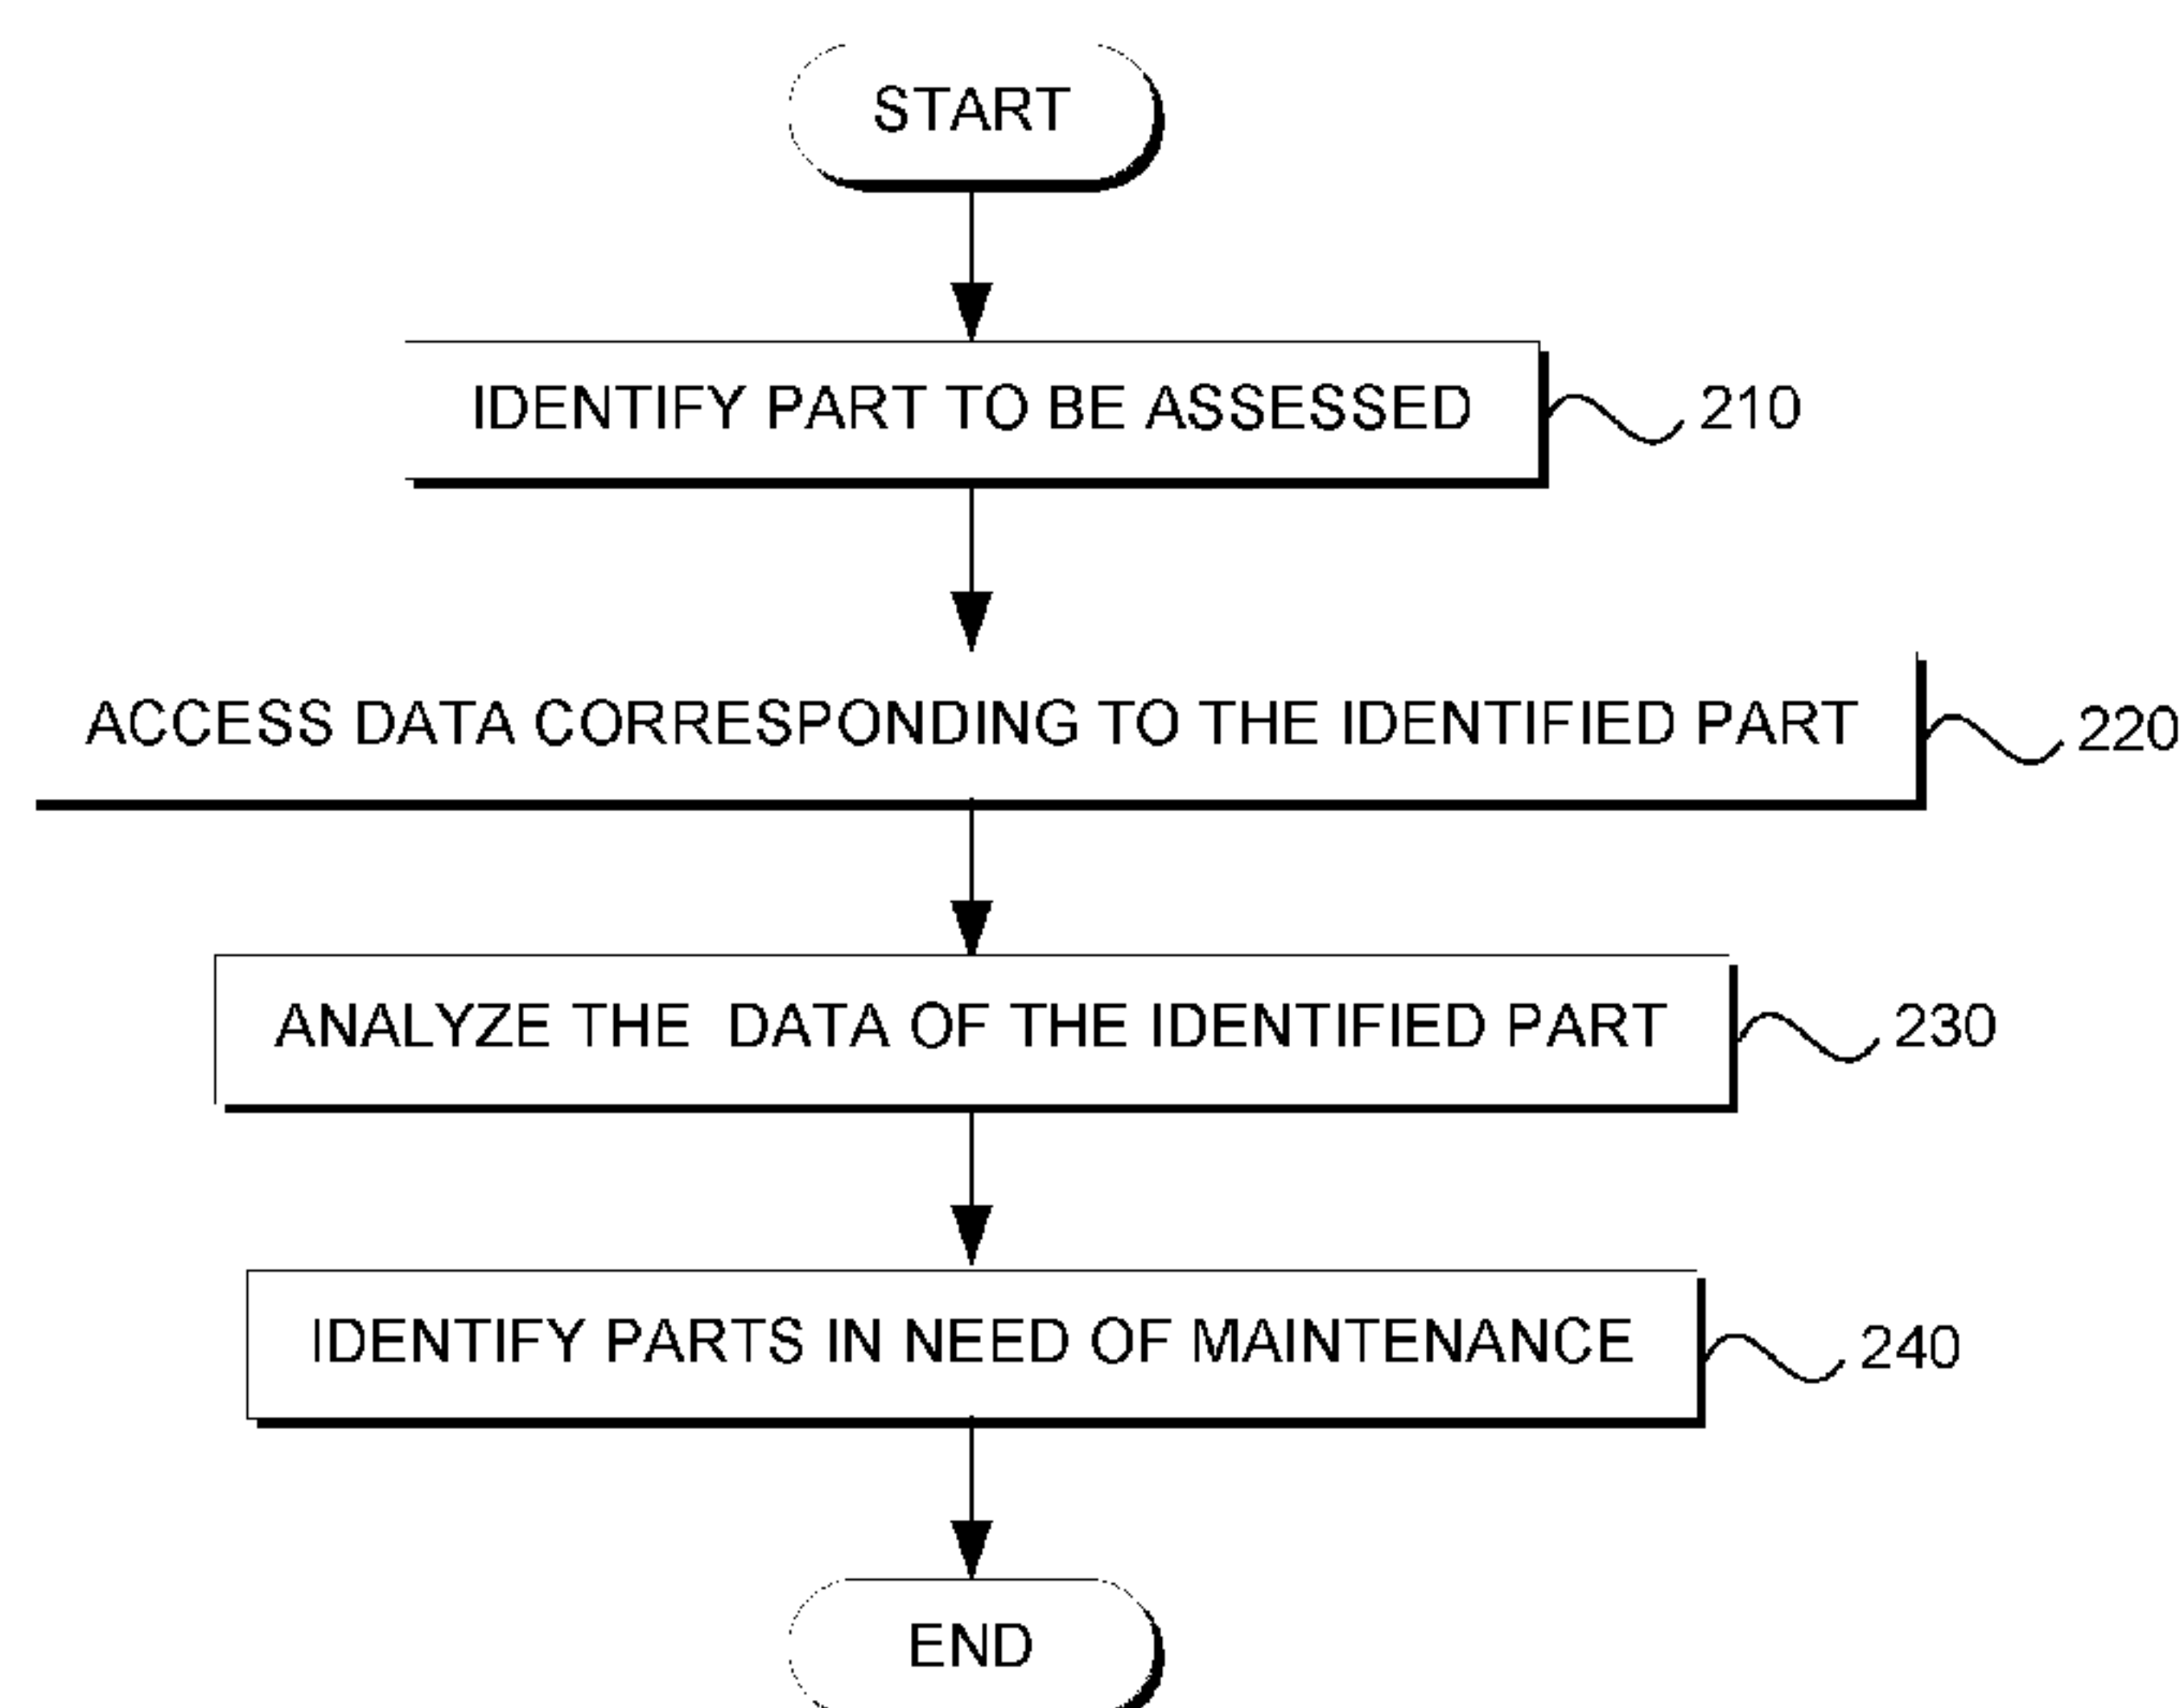 START
IDENTIFY PART TO BE ASSESSED
210
ACCESS DATA CORRESPONDING TO THE IDENTIFIED PART
220
ANALYZE THE DATA OF THE IDENTIFIED PART
230
IDENTIFY PARTS IN NEED OF MAINTENANCE
240
END